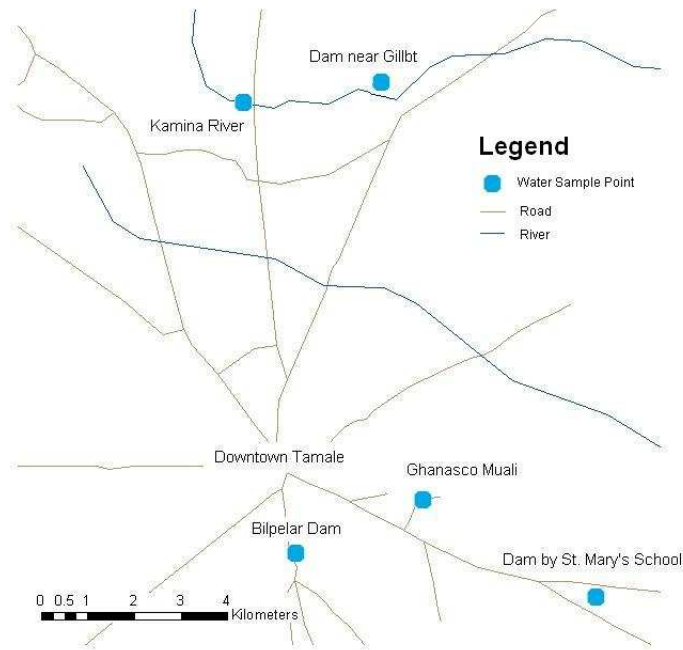 Dam near Gillbt
Kamina River
Legend
Water Sample Point
Road
River
Downtown Tamale
Ghanasco Muali
Bilpelar Dam
Dam by St. Mary's School
0 0.5 1 2 3 4
Kilometers